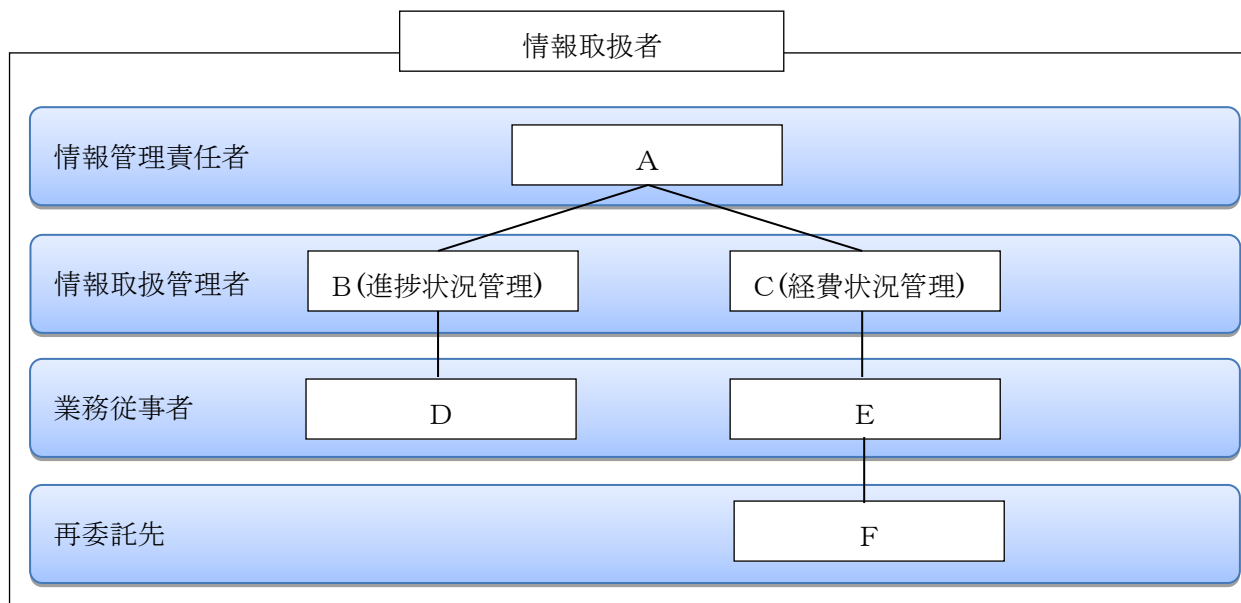 情報取扱者
情報管理責任者
A
情報取扱管理者
B(進捗状況管理)
C(経費状況管理)
業務従事者
D
E
再委託先
F